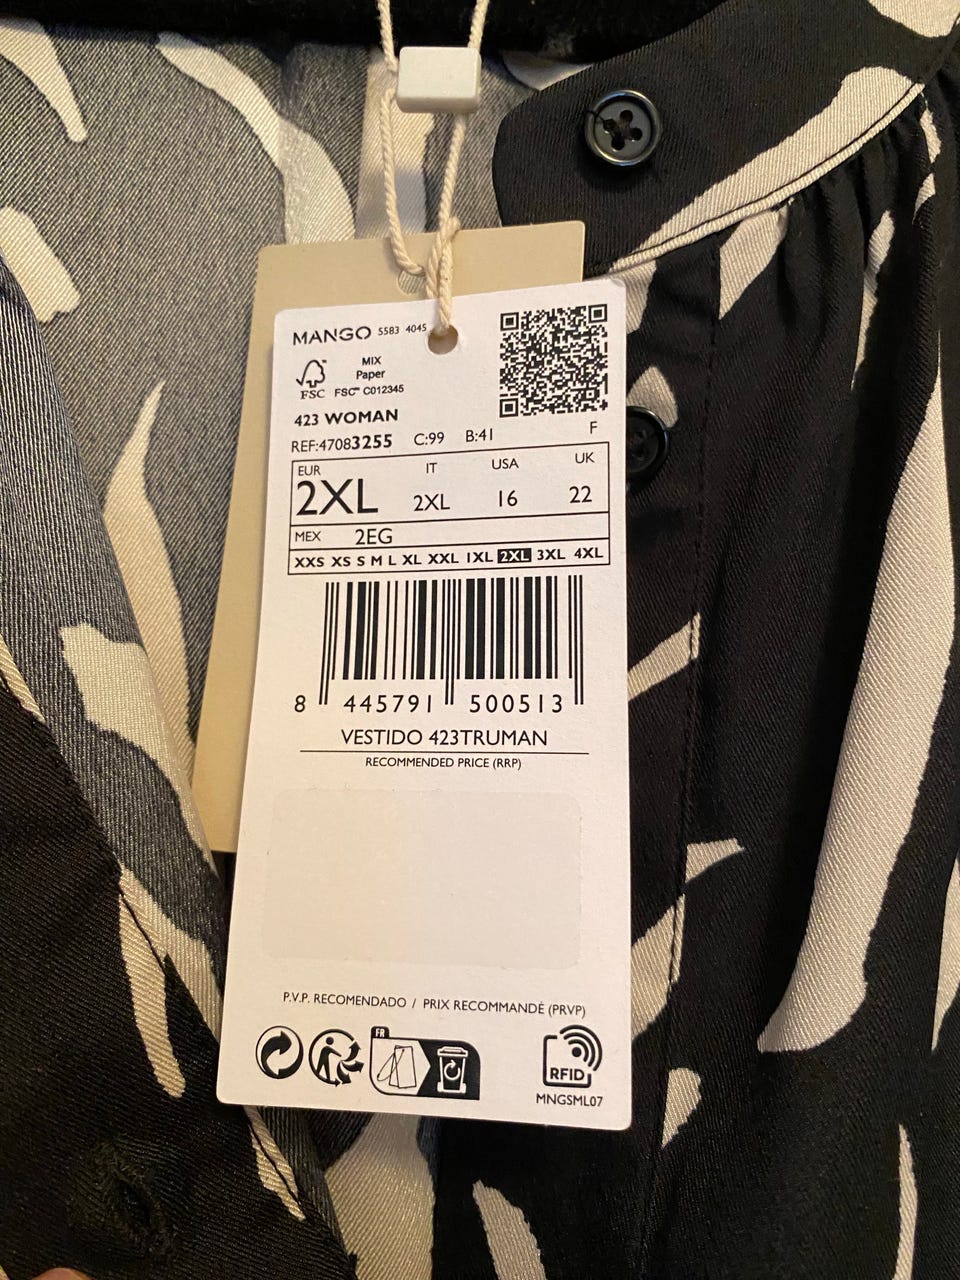 MANGO 5583 4045
MIX
Paper
FSC FSC™ C012345
423 WOMAN
REF:47083255 C:99 B:41 F
EUR IT USA UK
2XL 2XL 16 22
MEX 2EG
XXS XS S M L XL XXL 1XL 2XL 3XL 4XL
8 445791 500513
VESTIDO 423TRUMAN
RECOMMENDED PRICE (RRP)
P.V.P. RECOMENDADO / PRIX RECOMMANDÉ (PRVP)
FR
RFID
MNGSML07